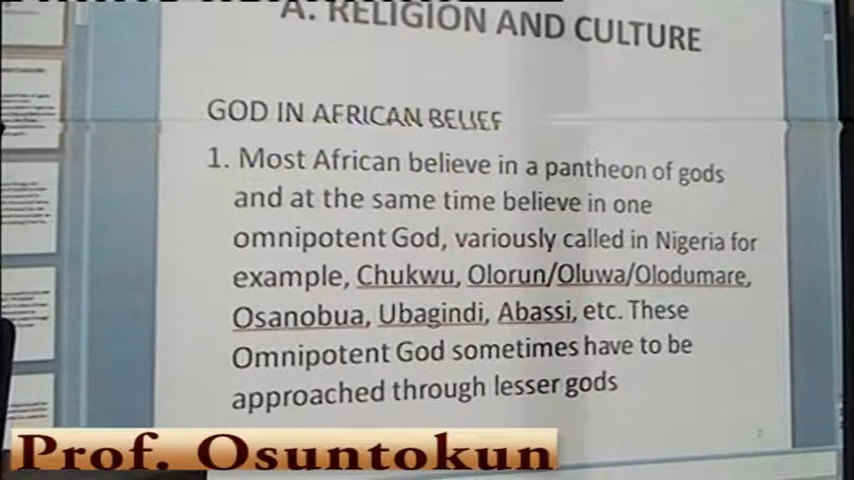 A. RELIGION AND CULTURE
GOD IN AFRICAN BELIEF
1. Most African believe in a pantheon of gods
and at the same time believe in one
omnipotent God, variously called in Nigeria for
example, Chukwu, Olorun/Oluwa/Olodumare,
Osanobua, Ubagindi, Abassi, etc. These
Omnipotent God sometimes have to be
approached through lesser gods
Prof. Osuntokun